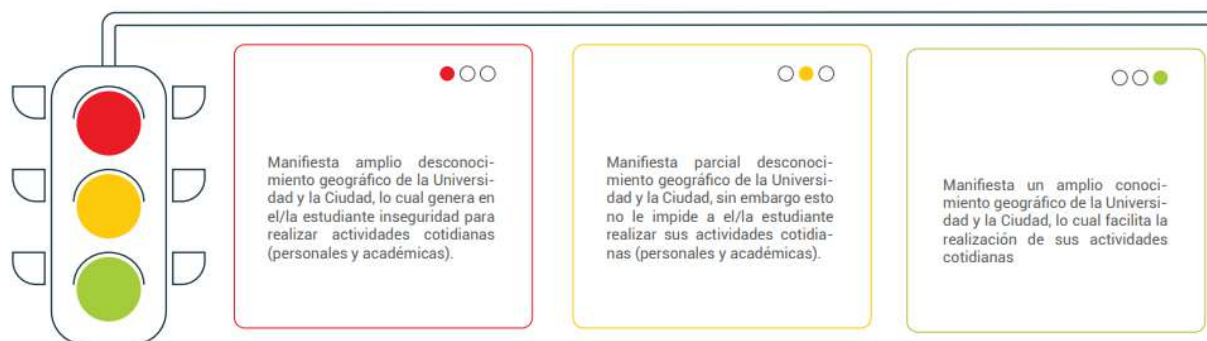 Manifiesta amplio desconoci-
miento geográfico de la Universi-
dad y la Ciudad, lo cual genera en
el/la estudiante inseguridad para
realizar actividades cotidianas
(personales y académicas).
Manifiesta parcial desconoci-
miento geográfico de la Universi-
dad y la Ciudad, sin embargo esto
no le impide a el/la estudiante
realizar sus actividades cotidia-
nas (personales y académicas).
Manifiesta un amplio conoci-
miento geográfico de la Universi-
dad y la Ciudad, lo cual facilita la
realización de sus actividades
cotidianas